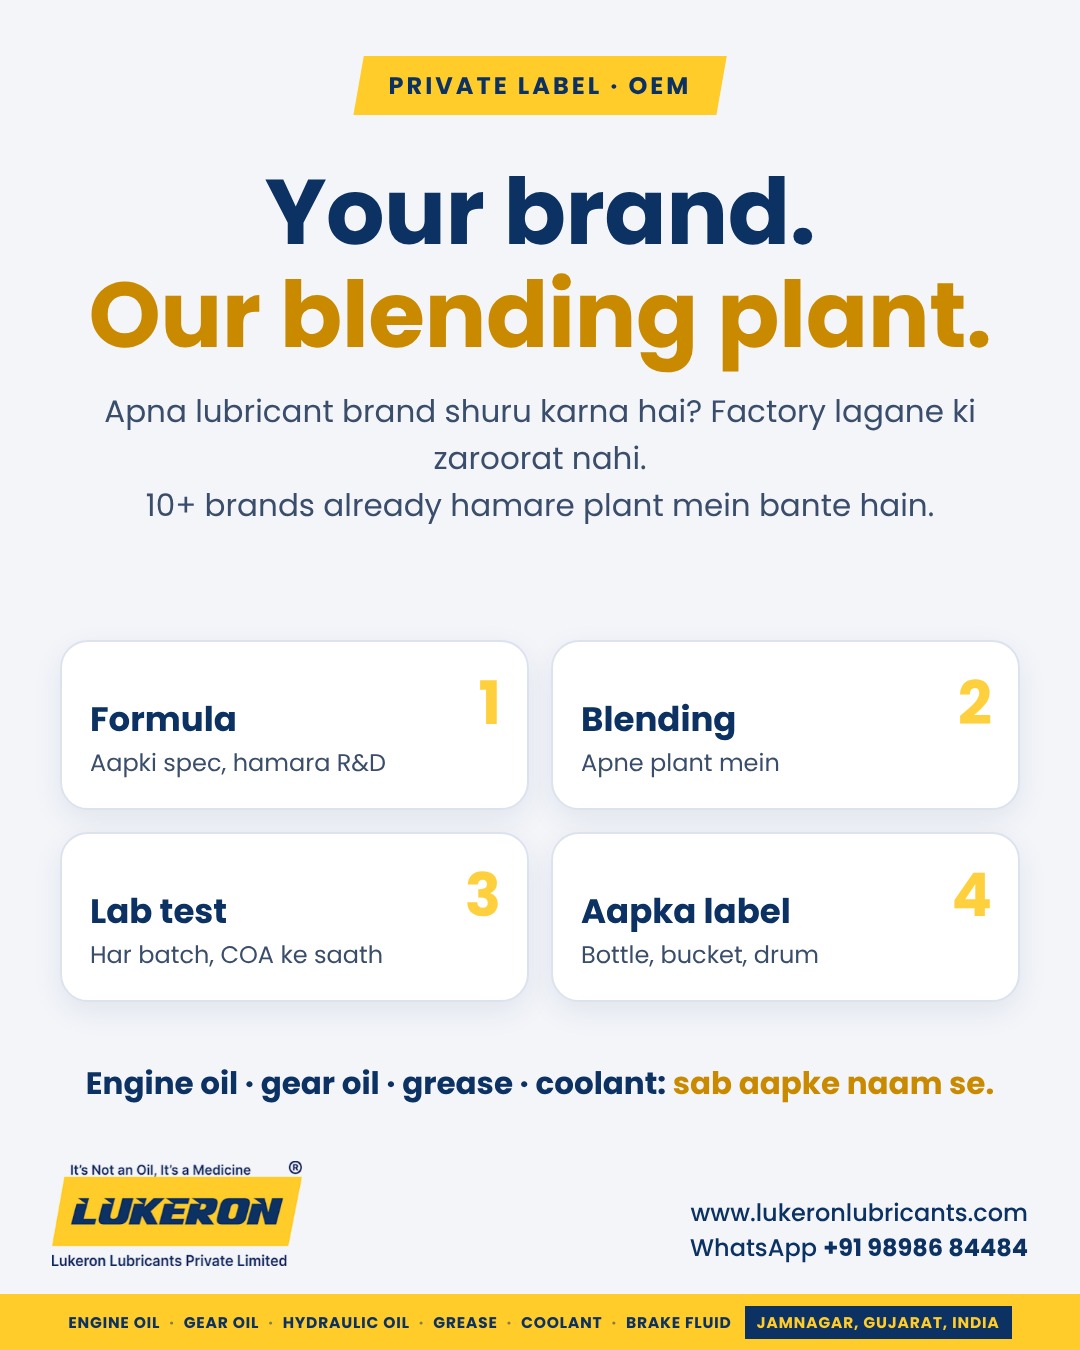 PRIVATE LABEL · OEM
Your brand.
Our blending plant.
Apna lubricant brand shuru karna hai? Factory lagane ki
zaroorat nahi.
10+ brands already hamare plant mein bante hain.
1
Formula
Aapki spec, hamara R&D
2
Blending
Apne plant mein
3
Lab test
Har batch, COA ke saath
4
Aapka label
Bottle, bucket, drum
Engine oil · gear oil · grease · coolant: sab aapke naam se.
It's Not an Oil, It's a Medicine ®
LUKERON
Lukeron Lubricants Private Limited
www.lukeronlubricants.com
WhatsApp +91 98986 84484
ENGINE OIL · GEAR OIL · HYDRAULIC OIL · GREASE · COOLANT · BRAKE FLUID JAMNAGAR, GUJARAT, INDIA